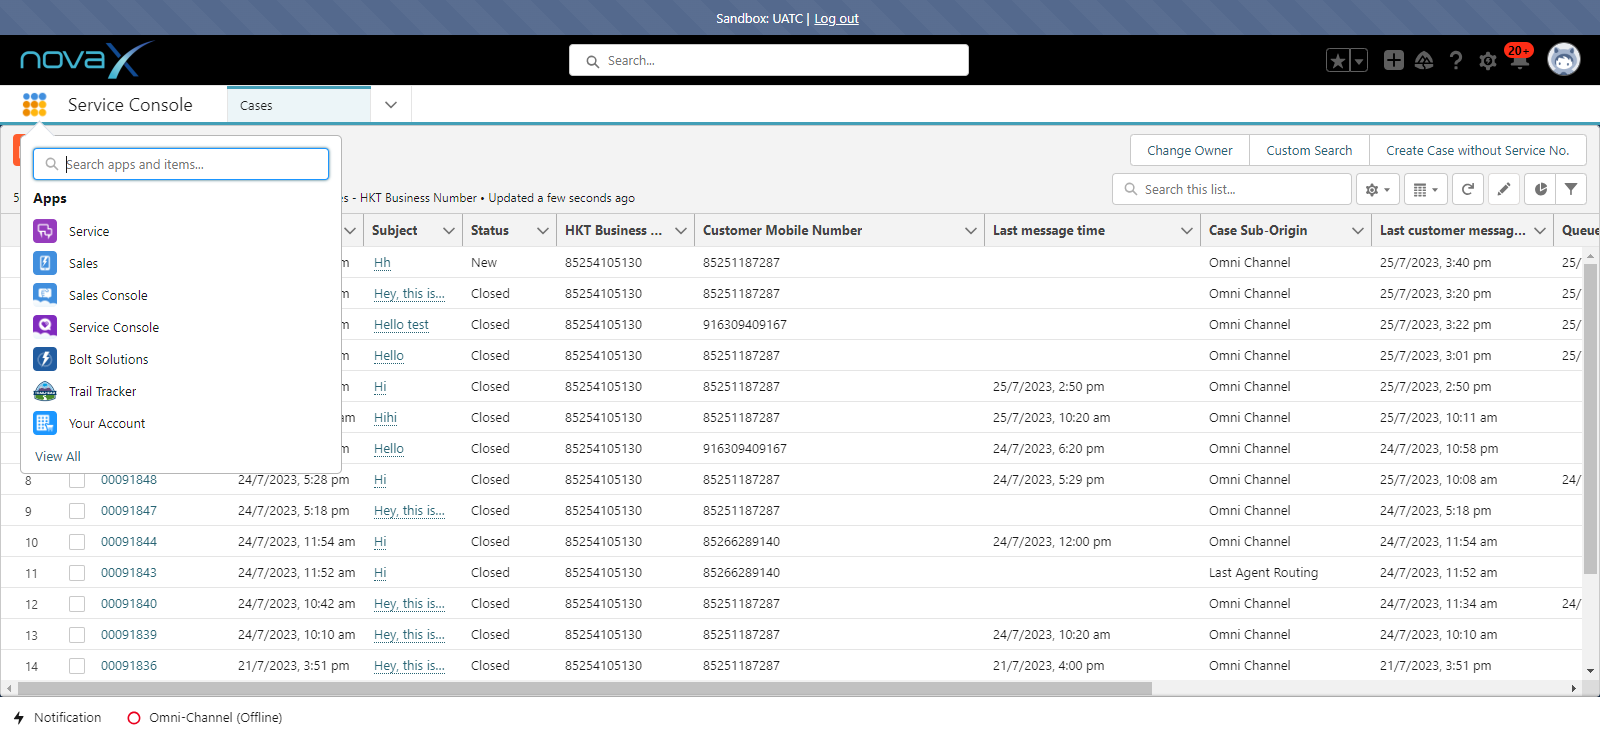 Sandbox: UATC | Log out
novaX
Search...
20+
Service Console
Cases
Change Owner
Custom Search
Create Case without Service No.
Search apps and items...
Apps
Service
Sales
Sales Console
Service Console
Bolt Solutions
Trail Tracker
Your Account
View All
5
s - HKT Business Number • Updated a few seconds ago
Search this list...
Subject Status HKT Business ... Customer Mobile Number Last message time Case Sub-Origin Last customer messag... Queue
m Hh New 85254105130 85251187287 Omni Channel 25/7/2023, 3:40 pm 25/
m Hey, this is... Closed 85254105130 85251187287 Omni Channel 25/7/2023, 3:20 pm 25/
m Hello test Closed 85254105130 916309409167 Omni Channel 25/7/2023, 3:22 pm 25/
m Hello Closed 85254105130 85251187287 Omni Channel 25/7/2023, 3:01 pm 25/
m Hi Closed 85254105130 85251187287 25/7/2023, 2:50 pm Omni Channel 25/7/2023, 2:50 pm
am Hihi Closed 85254105130 85251187287 25/7/2023, 10:20 am Omni Channel 25/7/2023, 10:11 am
m Hello Closed 85254105130 916309409167 24/7/2023, 6:20 pm Omni Channel 24/7/2023, 10:58 pm
8 00091848 24/7/2023, 5:28 pm Hi Closed 85254105130 85251187287 24/7/2023, 5:29 pm Omni Channel 25/7/2023, 10:08 am 24/
9 00091847 24/7/2023, 5:18 pm Hey, this is... Closed 85254105130 85251187287 Omni Channel 24/7/2023, 5:18 pm
10 00091844 24/7/2023, 11:54 am Hi Closed 85254105130 85266289140 24/7/2023, 12:00 pm Omni Channel 24/7/2023, 11:54 am
11 00091843 24/7/2023, 11:52 am Hi Closed 85254105130 85266289140 Last Agent Routing 24/7/2023, 11:52 am
12 00091840 24/7/2023, 10:42 am Hey, this is... Closed 85254105130 85251187287 Omni Channel 24/7/2023, 11:34 am 24/
13 00091839 24/7/2023, 10:10 am Hey, this is... Closed 85254105130 85251187287 24/7/2023, 10:20 am Omni Channel 24/7/2023, 10:10 am
14 00091836 21/7/2023, 3:51 pm Hey, this is... Closed 85254105130 85251187287 21/7/2023, 4:00 pm Omni Channel 21/7/2023, 3:51 pm
Notification
Omni-Channel (Offline)